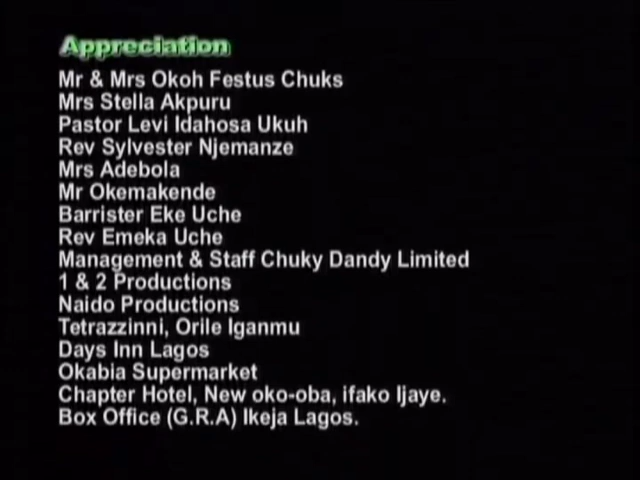 Appreciation
Mr & Mrs Okoh Festus Chuks
Mrs Stella Akpuru
Pastor Levi Idahosa Ukuh
Rev Sylvester Njemanze
Mrs Adebola
Mr Okemakende
Barrister Eke Uche
Rev Emeka Uche
Management & Staff Chuky Dandy Limited
1 & 2 Productions
Naido Productions
Tetrazzinni, Orile Iganmu
Days Inn Lagos
Okabia Supermarket
Chapter Hotel, New oko-oba, ifako Ijaye.
Box Office (G.R.A) Ikeja Lagos.